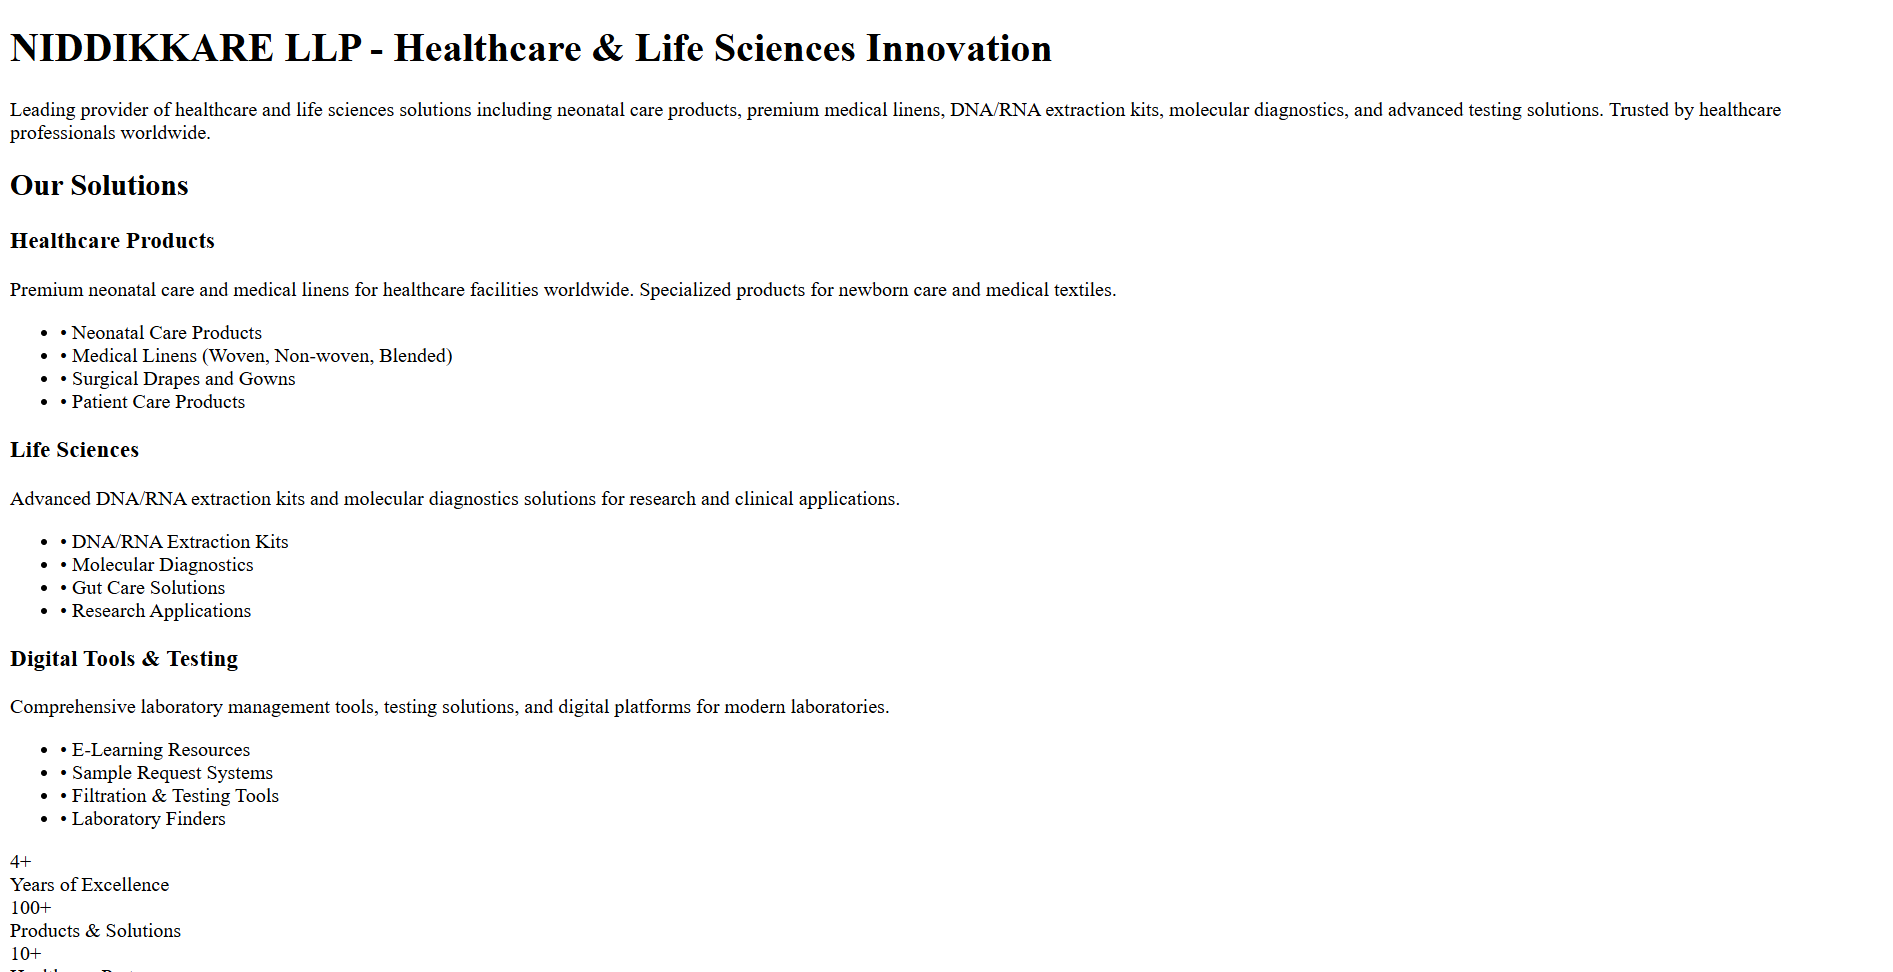 NIDDIKKARE LLP - Healthcare & Life Sciences Innovation
Leading provider of healthcare and life sciences solutions including neonatal care products, premium medical linens, DNA/RNA extraction kits, molecular diagnostics, and advanced testing solutions. Trusted by healthcare
professionals worldwide.
Our Solutions
Healthcare Products
Premium neonatal care and medical linens for healthcare facilities worldwide. Specialized products for newborn care and medical textiles.
• • Neonatal Care Products
• • Medical Linens (Woven, Non-woven, Blended)
• • Surgical Drapes and Gowns
• • Patient Care Products
Life Sciences
Advanced DNA/RNA extraction kits and molecular diagnostics solutions for research and clinical applications.
• • DNA/RNA Extraction Kits
• • Molecular Diagnostics
• • Gut Care Solutions
• • Research Applications
Digital Tools & Testing
Comprehensive laboratory management tools, testing solutions, and digital platforms for modern laboratories.
• • E-Learning Resources
• • Sample Request Systems
• • Filtration & Testing Tools
• • Laboratory Finders
4+
Years of Excellence
100+
Products & Solutions
10+